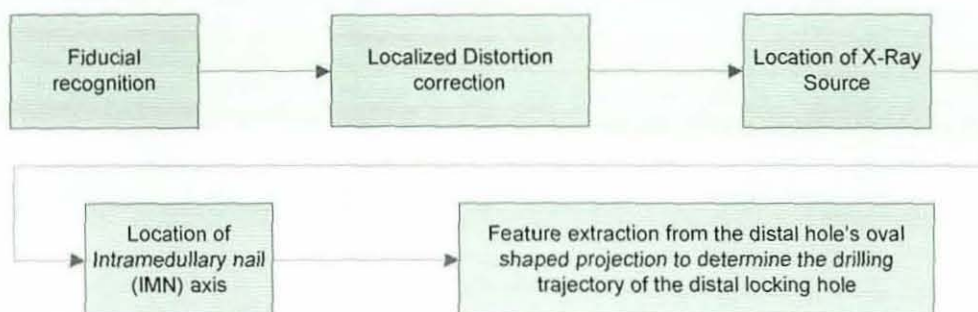 Fiducial
recognition
Localized Distortion
correction
Location of X-Ray
Source
Location of
Intramedullary nail
(IMN) axis
Feature extraction from the distal hole's oval
shaped projection to determine the drilling
trajectory of the distal locking hole